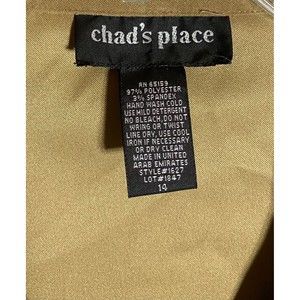 chad's place
RN 65159
97% POLYESTER
3% SPANDEX
HAND WASH COLD
USE MILD DETERGENT
NO BLEACH, DO NOT
WRING OR TWIST
LINE DRY, USE COOL
IRON IF NECESSARY
OR DRY CLEAN
MADE IN UNITED
ARAB EMIRATES
STYLE#1627
LOT#1847
14